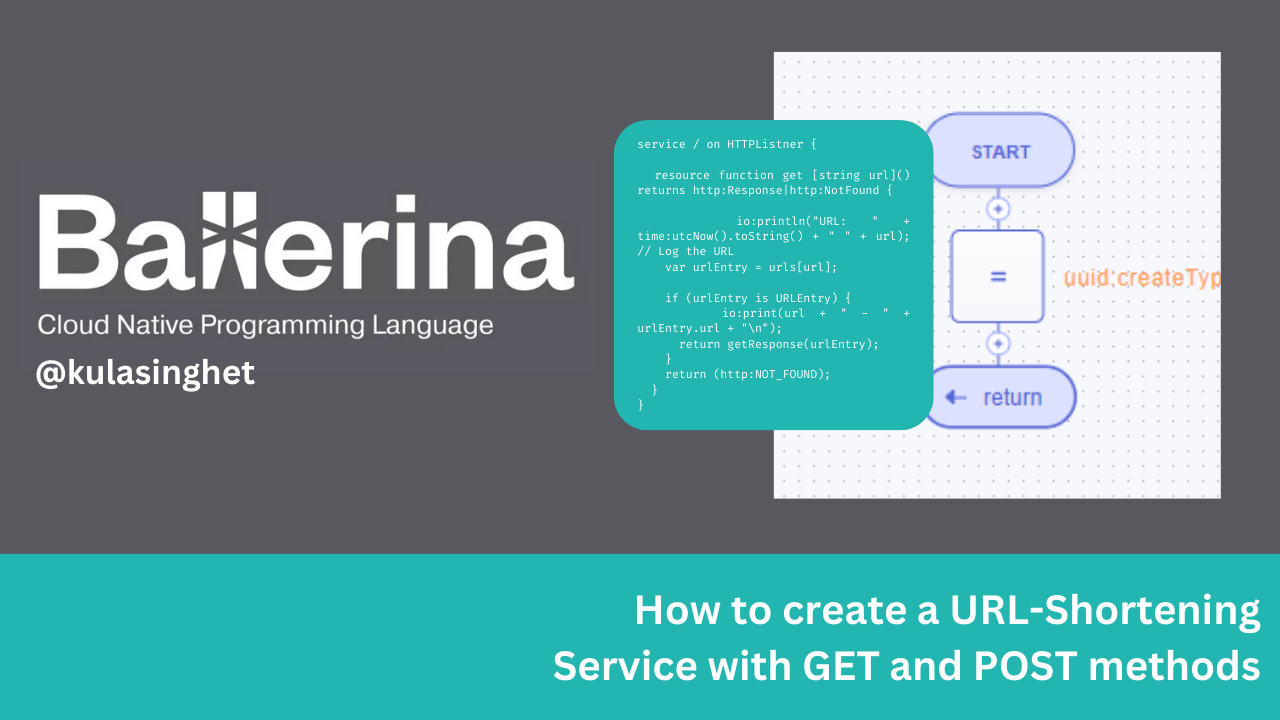 Ballerina
Cloud Native Programming Language
@kulasinghet
service / on HTTPListner {
resource function get [string url]()
returns http:Response|http:NotFound {
io:println("URL: " +
time:utcNow().toString() + " " + url);
// Log the URL
var urlEntry = urls[url];
if (urlEntry is URLEntry) {
io:print(url + " - " +
urlEntry.url + "\n");
return getResponse(urlEntry);
}
return (http:NOT_FOUND);
}
}
START
=
uuid:createTyp
return
How to create a URL-Shortening
Service with GET and POST methods